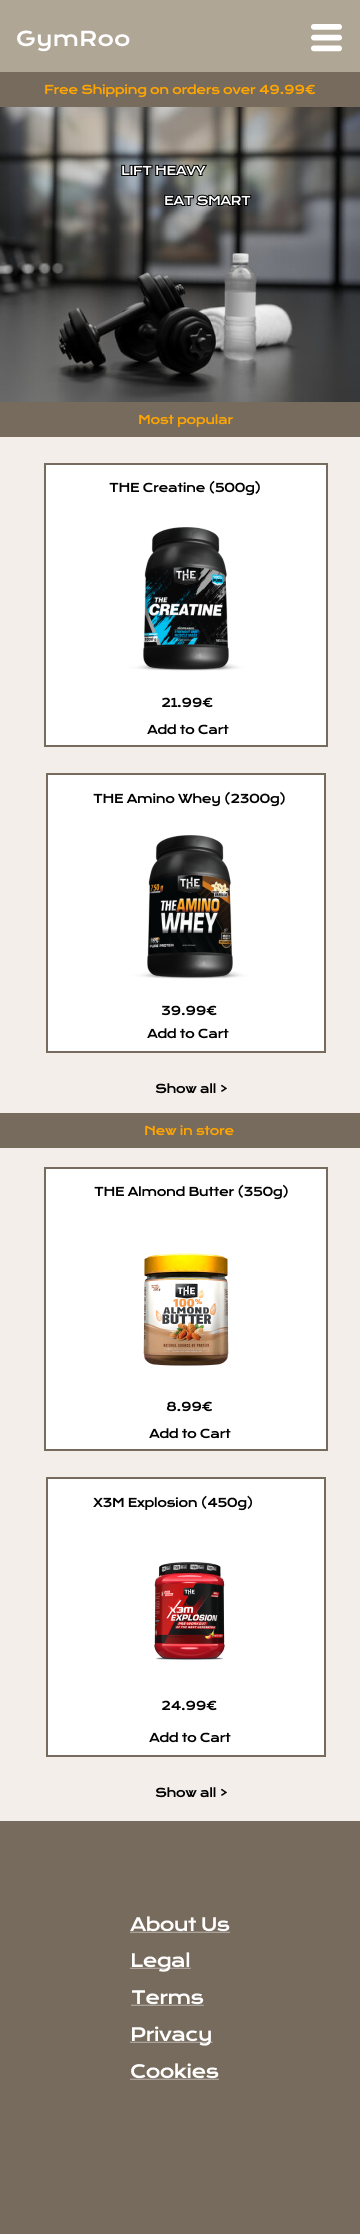 GymRoo
Free Shipping on orders over 49.99€
LIFT HEAVY
EAT SMART
Most popular
THE Creatine (500g)
THE
THE
CREATINE
21.99€
Add to Cart
THE Amino Whey (2300g)
THE
THE AMINO
WHEY
39.99€
Add to Cart
Show all >
New in store
THE Almond Butter (350g)
THE
100%
ALMOND
BUTTER
8.99€
Add to Cart
X3M Explosion (450g)
THE
X3M
EXPLOSION
24.99€
Add to Cart
Show all >
About Us
Legal
Terms
Privacy
Cookies